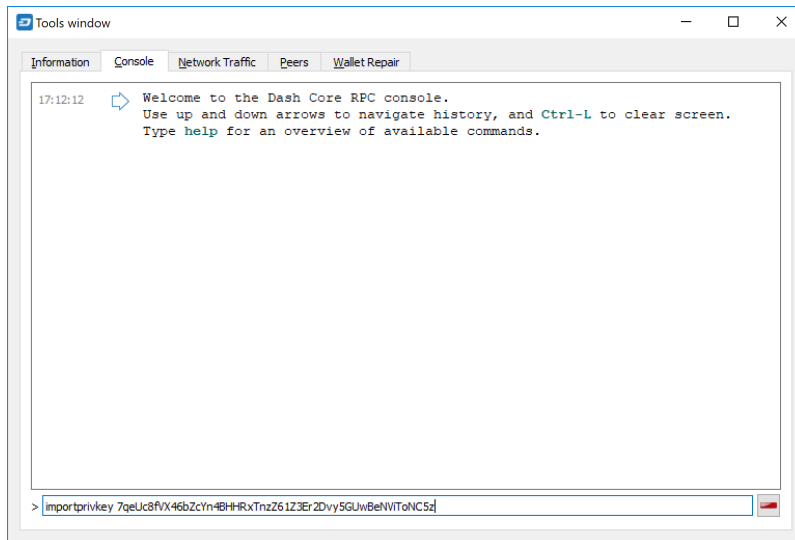 Tools window
Information Console Network Traffic Peers Wallet Repair
17:12:12 Welcome to the Dash Core RPC console.
Use up and down arrows to navigate history, and Ctrl-L to clear screen.
Type help for an overview of available commands.
> importprivkey 7qeUc8fVX46bZcYn4BHHRxTnzZ61Z3Er2Dvy5GUwBeNViToNC5z